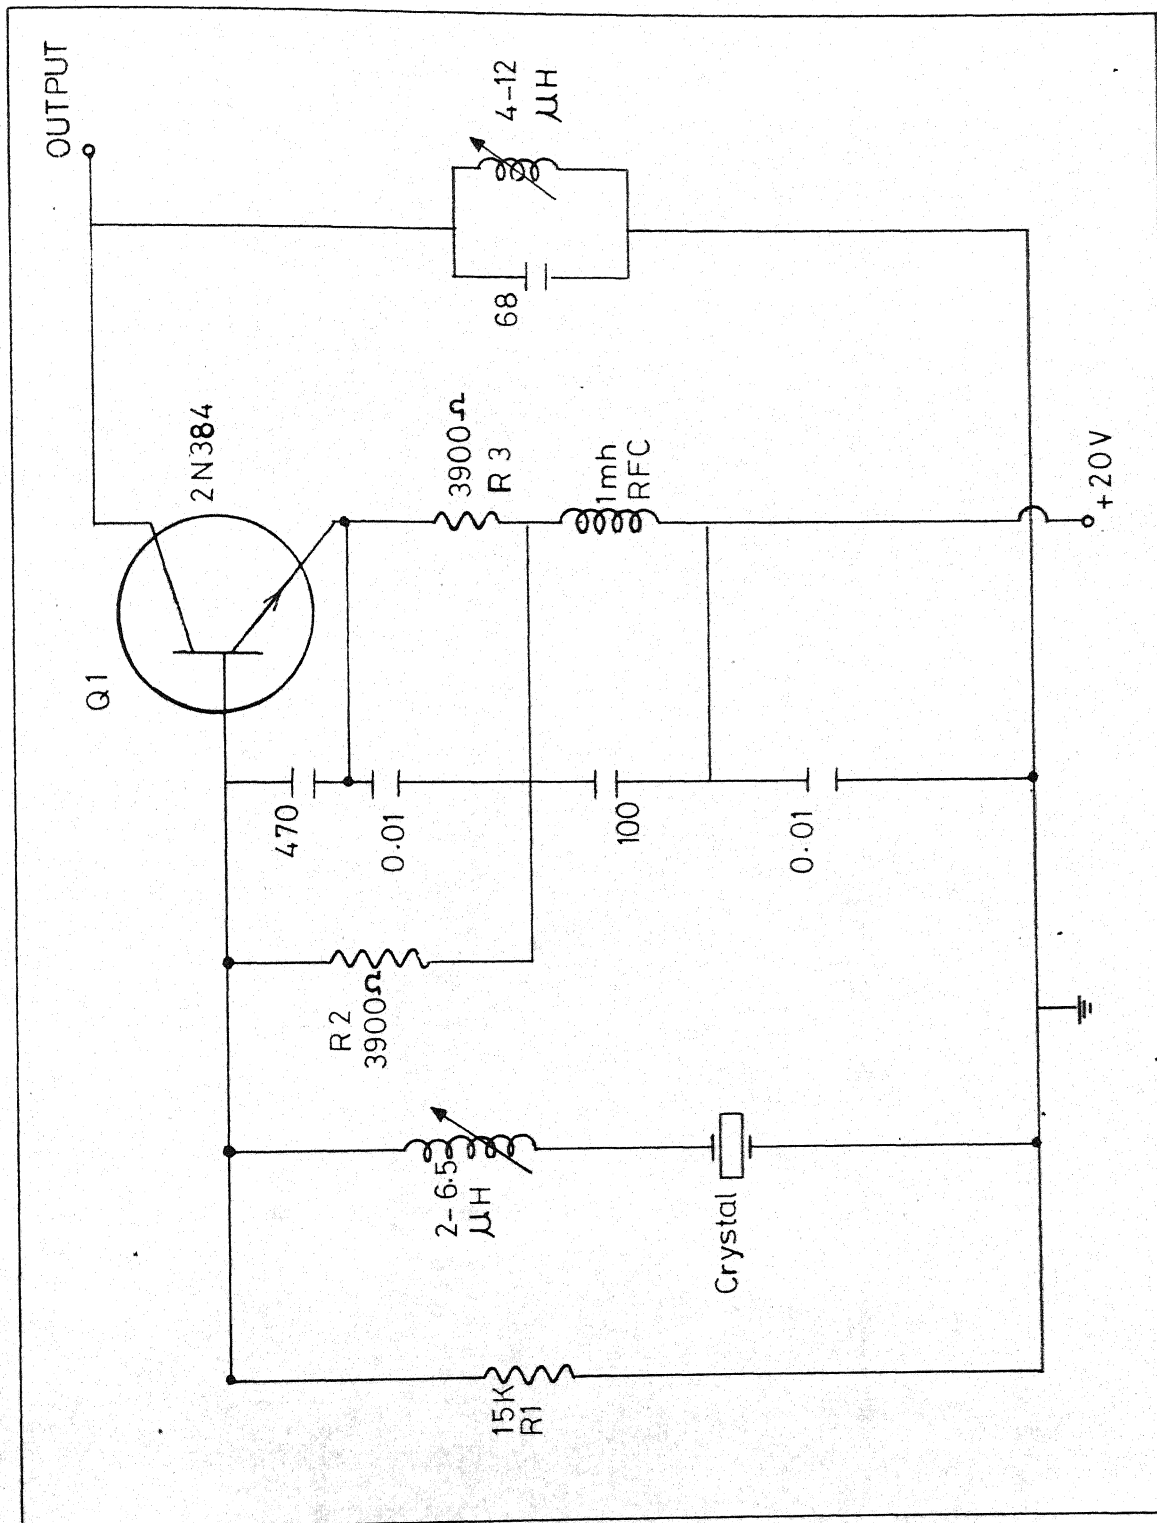 OUTPUT
4-12
μH
68
2N384
Q1
3900Ω
R3
1mh
RFC
+20V
470
0.01
100
0.01
R2
3900Ω
2-6.5
μH
Crystal
15K
R1